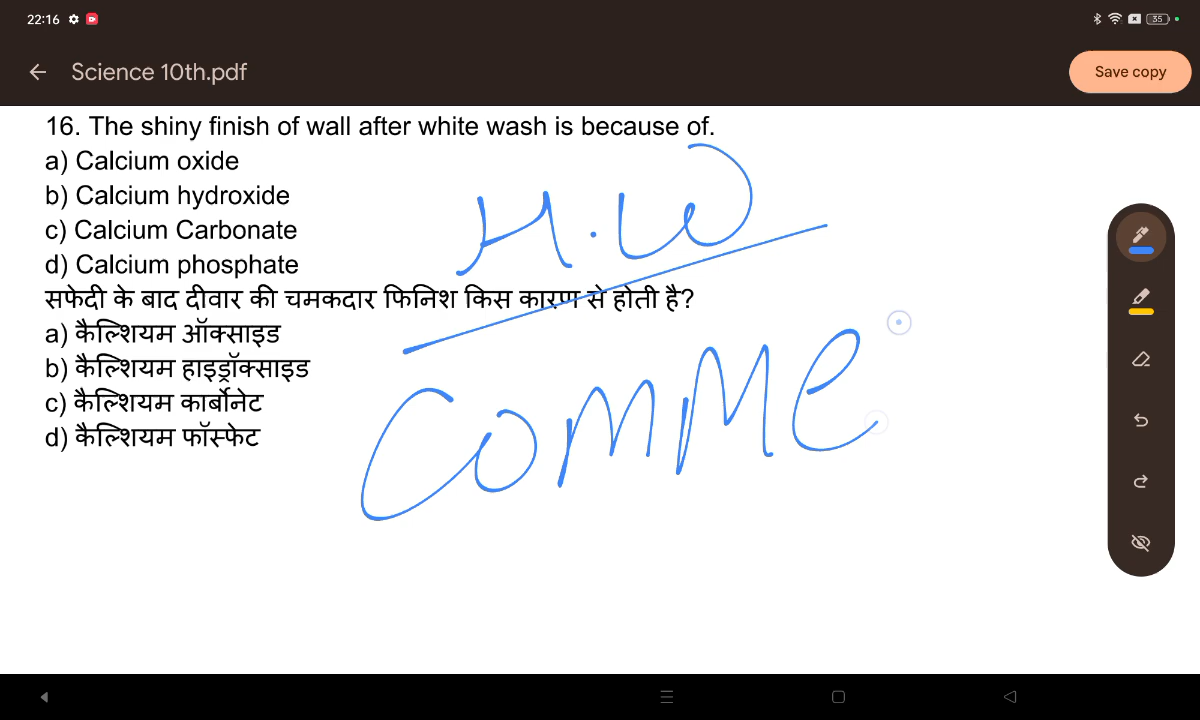 22:16
35
Science 10th.pdf
Save copy
16. The shiny finish of wall after white wash is because of.
a) Calcium oxide
b) Calcium hydroxide
c) Calcium Carbonate
d) Calcium phosphate
H.W
सफेदी के बाद दीवार की चमकदार फिनिश किस कारण से होती है?
a) कैल्शियम ऑक्साइड
b) कैल्शियम हाइड्रॉक्साइड
c) कैल्शियम कार्बोनेट
d) कैल्शियम फॉस्फेट
COMMe